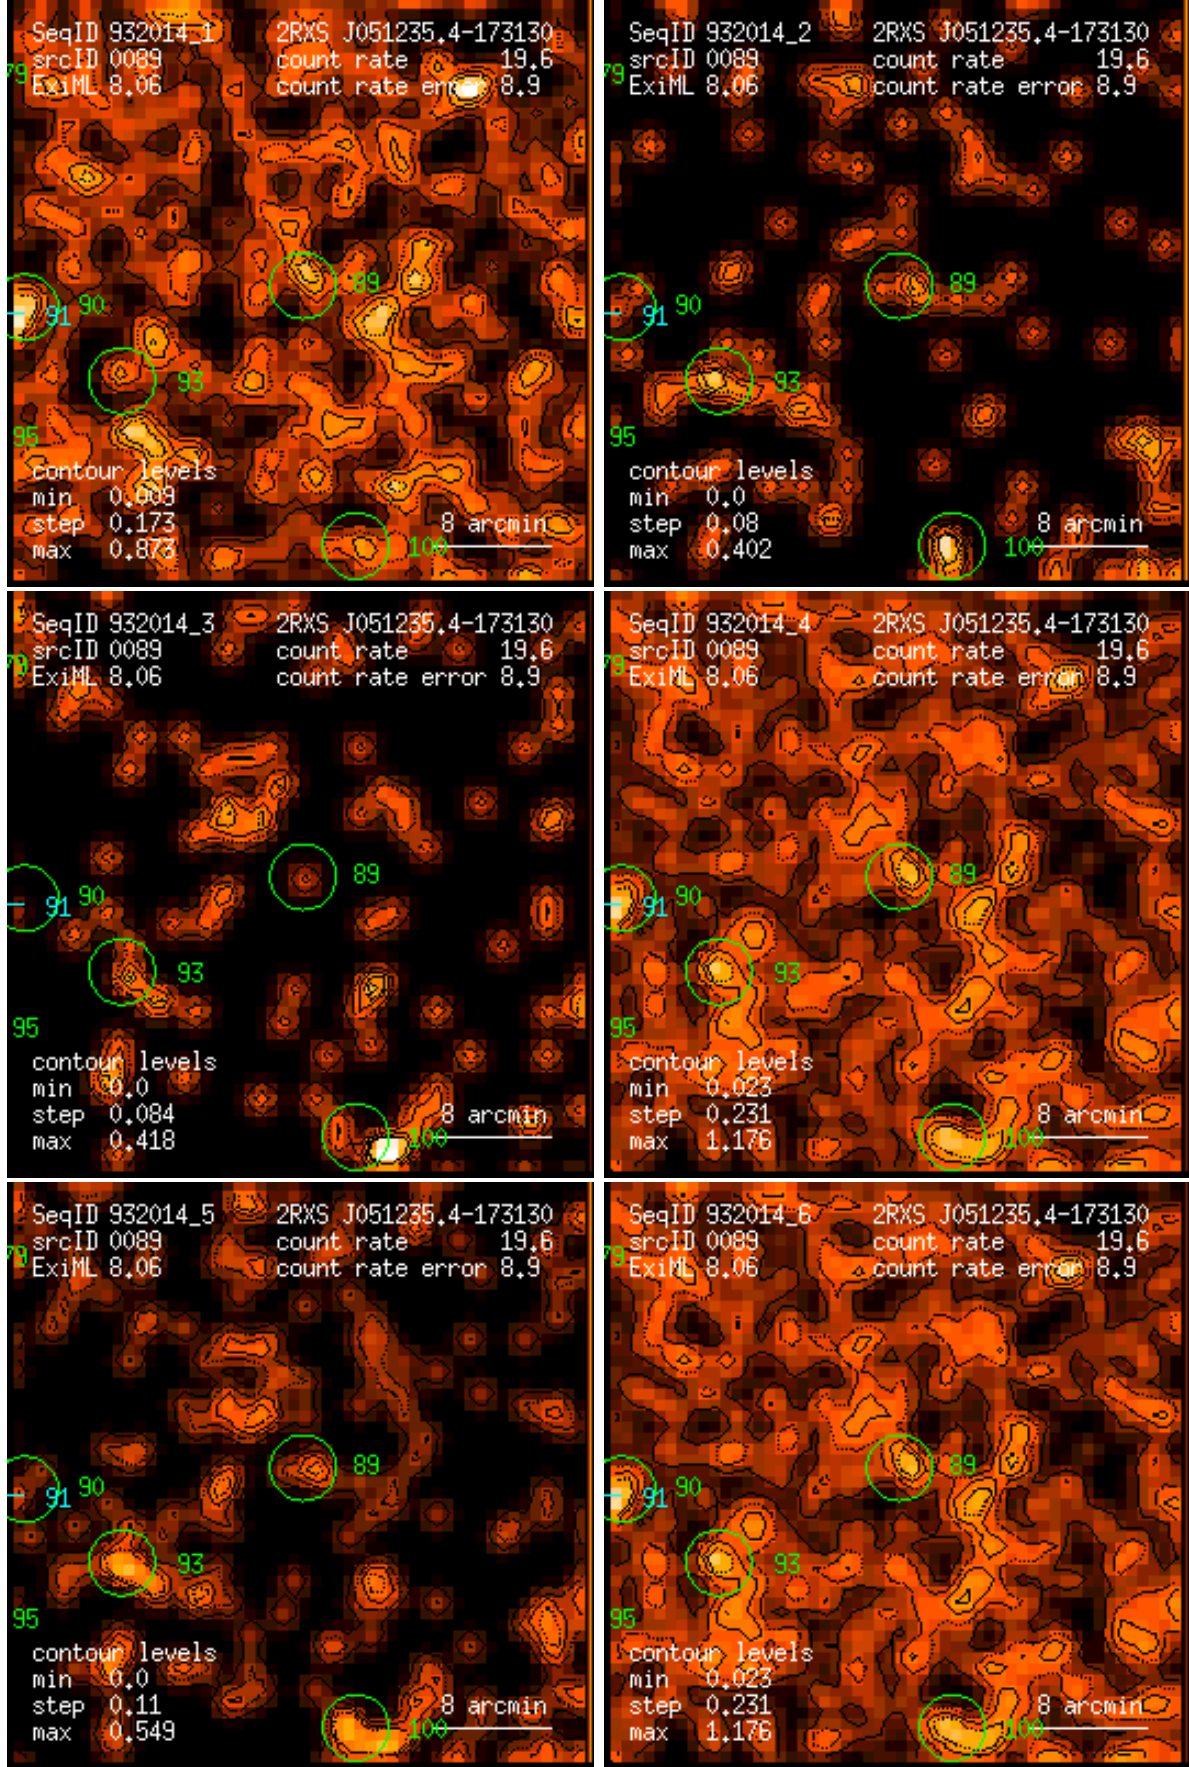 SeqID 932014_1 2RXS J051235.4-173130
srcID 0089 count rate 19.6
79
ExiML 8.06 count rate error 8.9
89
90
91
93
95
contour levels
min 0.009
step 0.173 8 arcmin
max 0.873 100
SeqID 932014_2 2RXS J051235.4-173130
srcID 0089 count rate 19.6
79
ExiML 8.06 count rate error 8.9
89
90
91
93
95
contour levels
min 0.0
step 0.08 8 arcmin
max 0.402 100
SeqID 932014_3 2RXS J051235.4-173130
srcID 0089 count rate 19.6
79
ExiML 8.06 count rate error 8.9
89
90
91
93
95
contour levels
min 0.0
step 0.084 8 arcmin
max 0.418 100
SeqID 932014_4 2RXS J051235.4-173130
srcID 0089 count rate 19.6
79
ExiML 8.06 count rate error 8.9
89
90
91
93
95
contour levels
min 0.023
step 0.231 8 arcmin
max 1.176 100
SeqID 932014_5 2RXS J051235.4-173130
srcID 0089 count rate 19.6
79
ExiML 8.06 count rate error 8.9
89
90
91
93
95
contour levels
min 0.0
step 0.11 8 arcmin
max 0.549 100
SeqID 932014_6 2RXS J051235.4-173130
srcID 0089 count rate 19.6
79
ExiML 8.06 count rate error 8.9
89
90
91
93
95
contour levels
min 0.023
step 0.231 8 arcmin
max 1.176 100